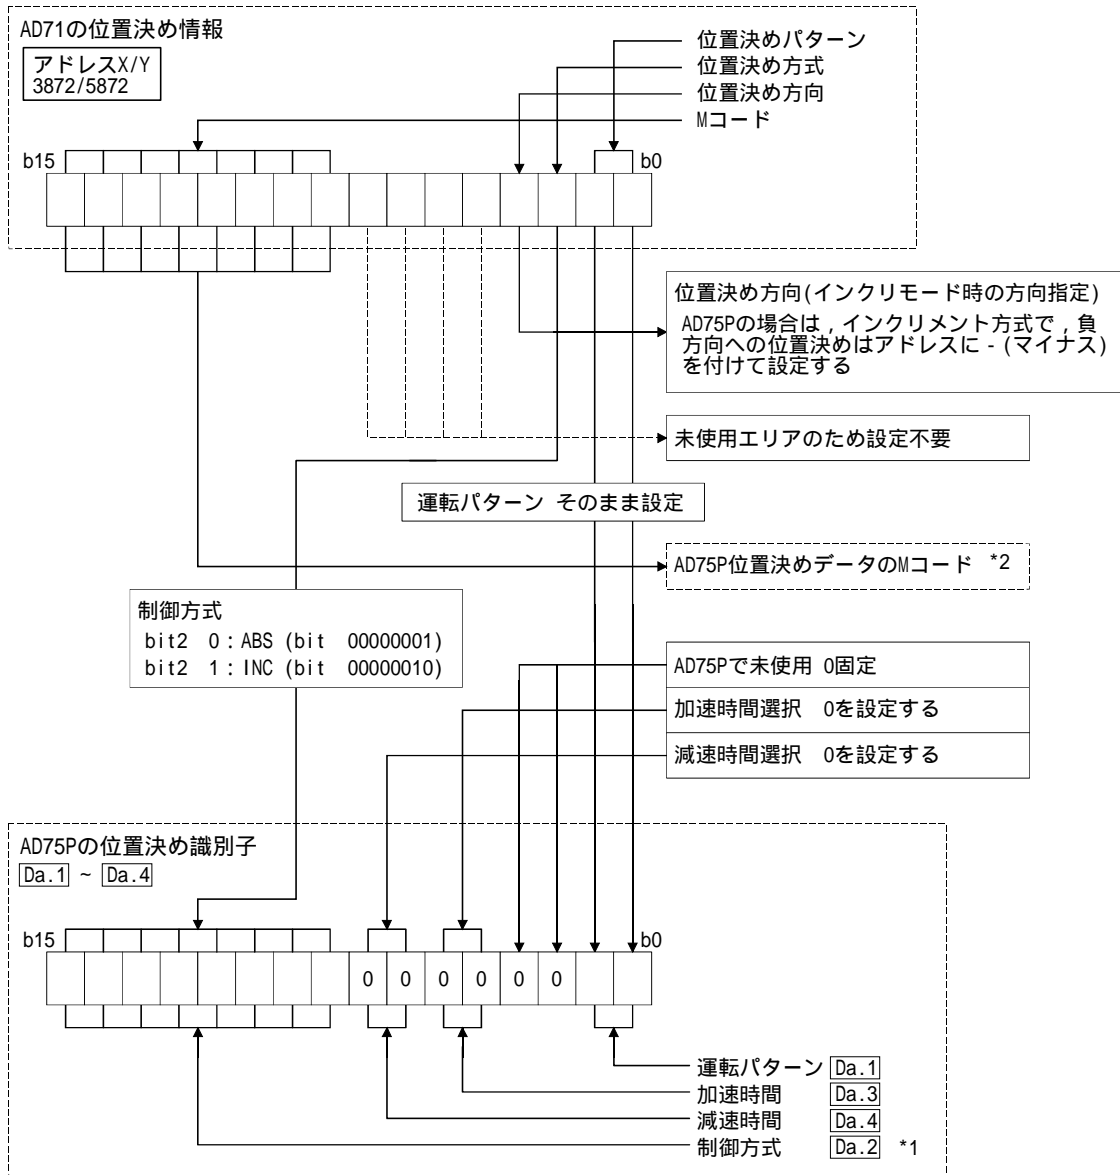 AD71の位置決め情報
アドレスX/Y
3872/5872
位置決めパターン
位置決め方式
位置決め方向
Mコード
b15
b0
位置決め方向(インクリモード時の方向指定)
AD75Pの場合は，インクリメント方式で，負
方向への位置決めはアドレスに - (マイナス)
を付けて設定する
未使用エリアのため設定不要
運転パターン そのまま設定
AD75P位置決めデータのMコード *2
制御方式
bit2 0：ABS (bit 00000001)
bit2 1：INC (bit 00000010)
AD75Pで未使用 0固定
加速時間選択 0を設定する
減速時間選択 0を設定する
AD75Pの位置決め識別子
Da.1 ~ Da.4
b15
b0
0 0 0 0 0 0
運転パターン Da.1
加速時間 Da.3
減速時間 Da.4
制御方式 Da.2 *1